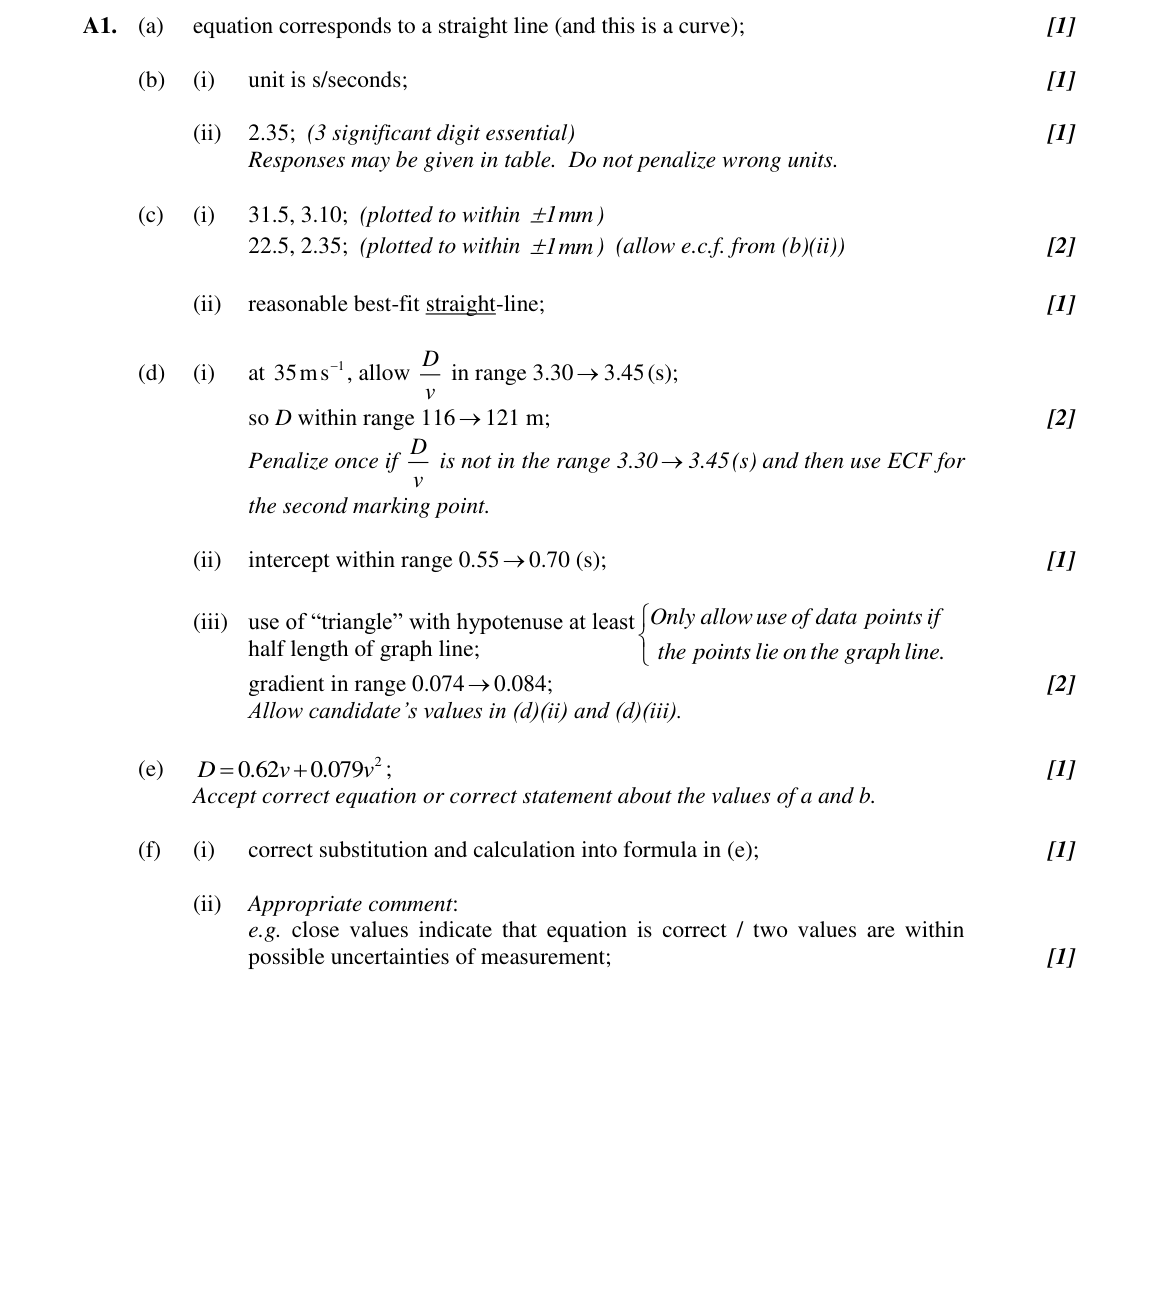 A1. (a) equation corresponds to a straight line (and this is a curve); [1]
(b) (i) unit is s/seconds; [1]
(ii) 2.35; (3 significant digit essential) [1]
Responses may be given in table. Do not penalize wrong units.
(c) (i) 31.5, 3.10; (plotted to within ±1mm)
22.5, 2.35; (plotted to within ±1mm) (allow e.c.f. from (b)(ii)) [2]
(ii) reasonable best-fit straight-line; [1]
(d) (i) at 35 m s⁻¹, allow D/v in range 3.30 → 3.45 (s);
so D within range 116 → 121 m; [2]
Penalize once if D/v is not in the range 3.30 → 3.45 (s) and then use ECF for
the second marking point.
(ii) intercept within range 0.55 → 0.70 (s); [1]
(iii) use of “triangle” with hypotenuse at least { Only allow use of data points if
half length of graph line; the points lie on the graph line.
gradient in range 0.074 → 0.084; [2]
Allow candidate’s values in (d)(ii) and (d)(iii).
(e) D = 0.62v + 0.079v²; [1]
Accept correct equation or correct statement about the values of a and b.
(f) (i) correct substitution and calculation into formula in (e); [1]
(ii) Appropriate comment:
e.g. close values indicate that equation is correct / two values are within
possible uncertainties of measurement; [1]